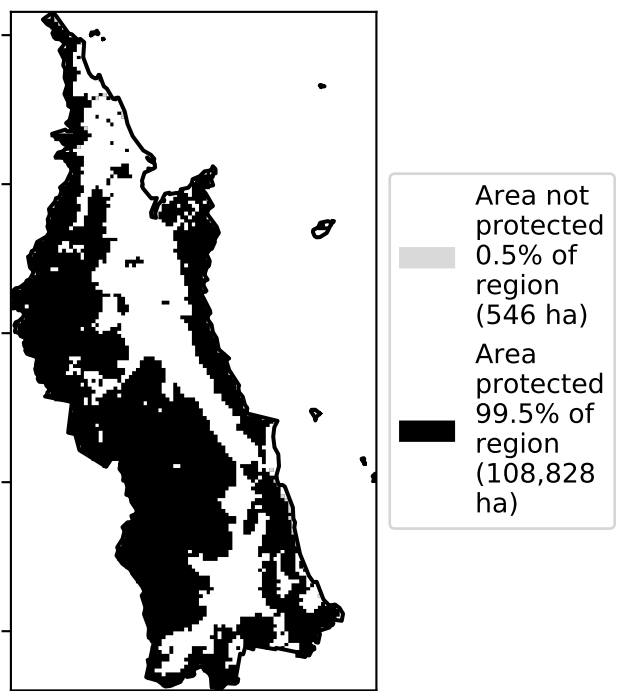 Area not
protected
0.5% of
region
(546 ha)
Area
protected
99.5% of
region
(108,828
ha)